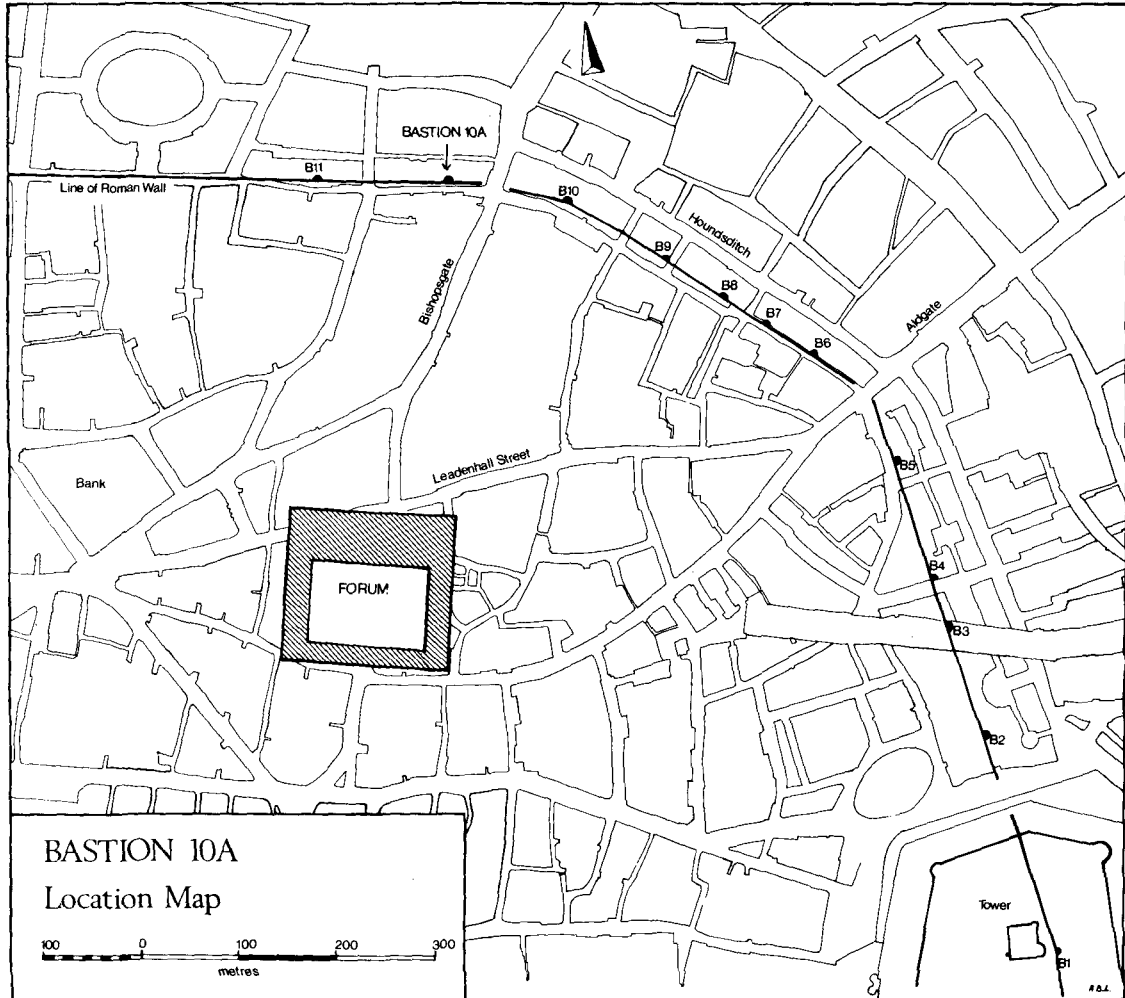 BASTION 10A
B11
Line of Roman Wall
B10
Houndsditch
B9
B8
B7
B6
Bishopsgate
Aldgate
Leadenhall Street
B5
Bank
FORUM
B4
B3
B2
BASTION 10A
Location Map
100 0 100 200 300
metres
Tower
B1